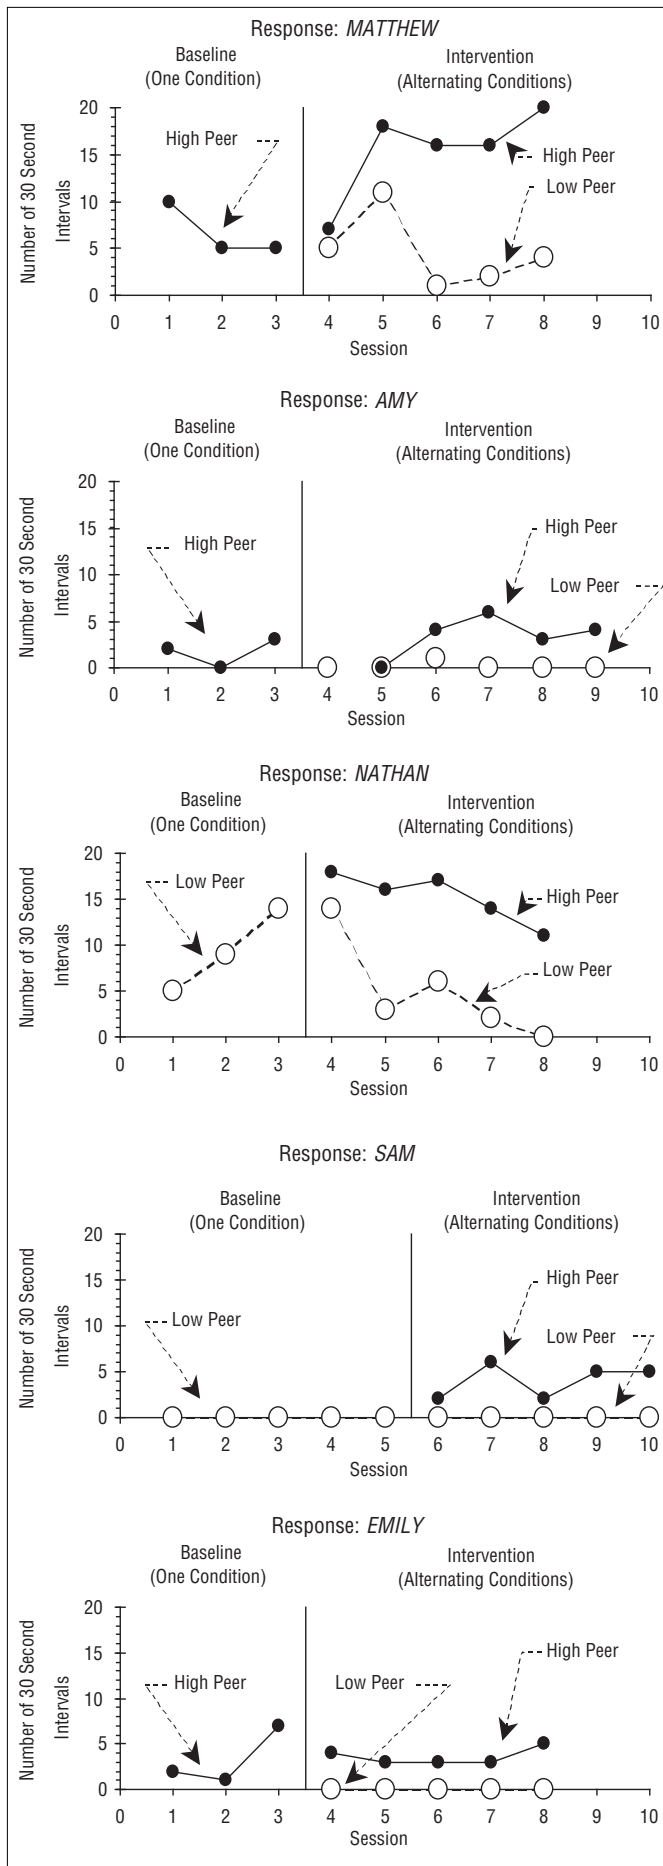 Response: MATTHEW
Baseline
(One Condition)
Intervention
(Alternating Conditions)
Number of 30 Second
Intervals
20
15
10
5
0
High Peer
High Peer
Low Peer
0 1 2 3 4 5 6 7 8 9 10
Session
Response: AMY
Baseline
(One Condition)
Intervention
(Alternating Conditions)
Number of 30 Second
Intervals
20
15
10
5
0
High Peer
High Peer
Low Peer
0 1 2 3 4 5 6 7 8 9 10
Session
Response: NATHAN
Baseline
(One Condition)
Intervention
(Alternating Conditions)
Number of 30 Second
Intervals
20
15
10
5
0
Low Peer
High Peer
Low Peer
0 1 2 3 4 5 6 7 8 9 10
Session
Response: SAM
Baseline
(One Condition)
Intervention
(Alternating Conditions)
Number of 30 Second
Intervals
20
15
10
5
0
Low Peer
High Peer
Low Peer
0 1 2 3 4 5 6 7 8 9 10
Session
Response: EMILY
Baseline
(One Condition)
Intervention
(Alternating Conditions)
Number of 30 Second
Intervals
20
15
10
5
0
High Peer
Low Peer
High Peer
0 1 2 3 4 5 6 7 8 9 10
Session